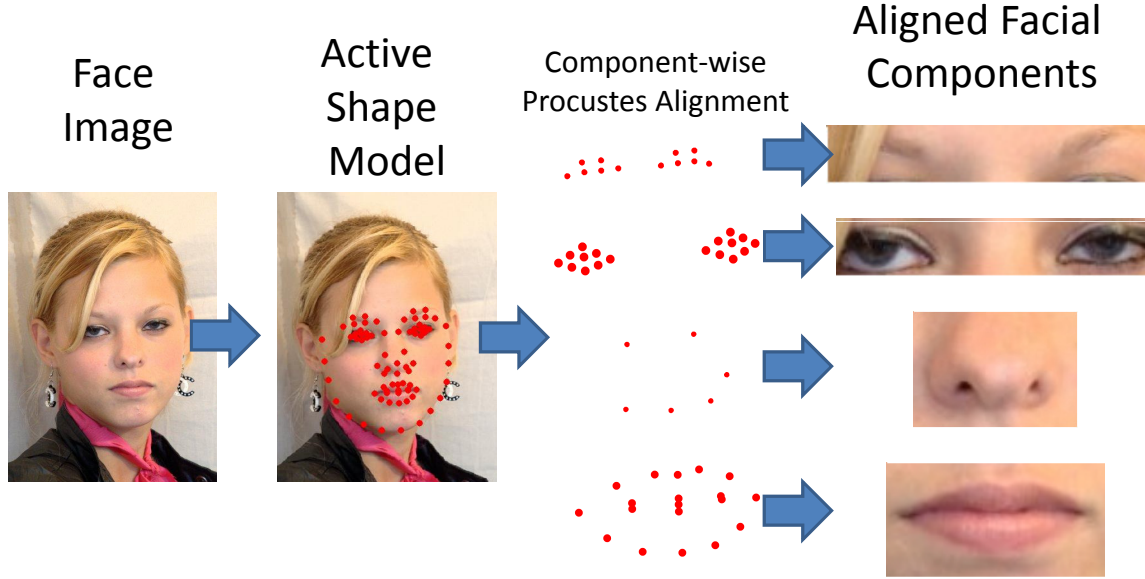 Face
Image
Active
Shape
Model
Component-wise
Procustes Alignment
Aligned Facial
Components